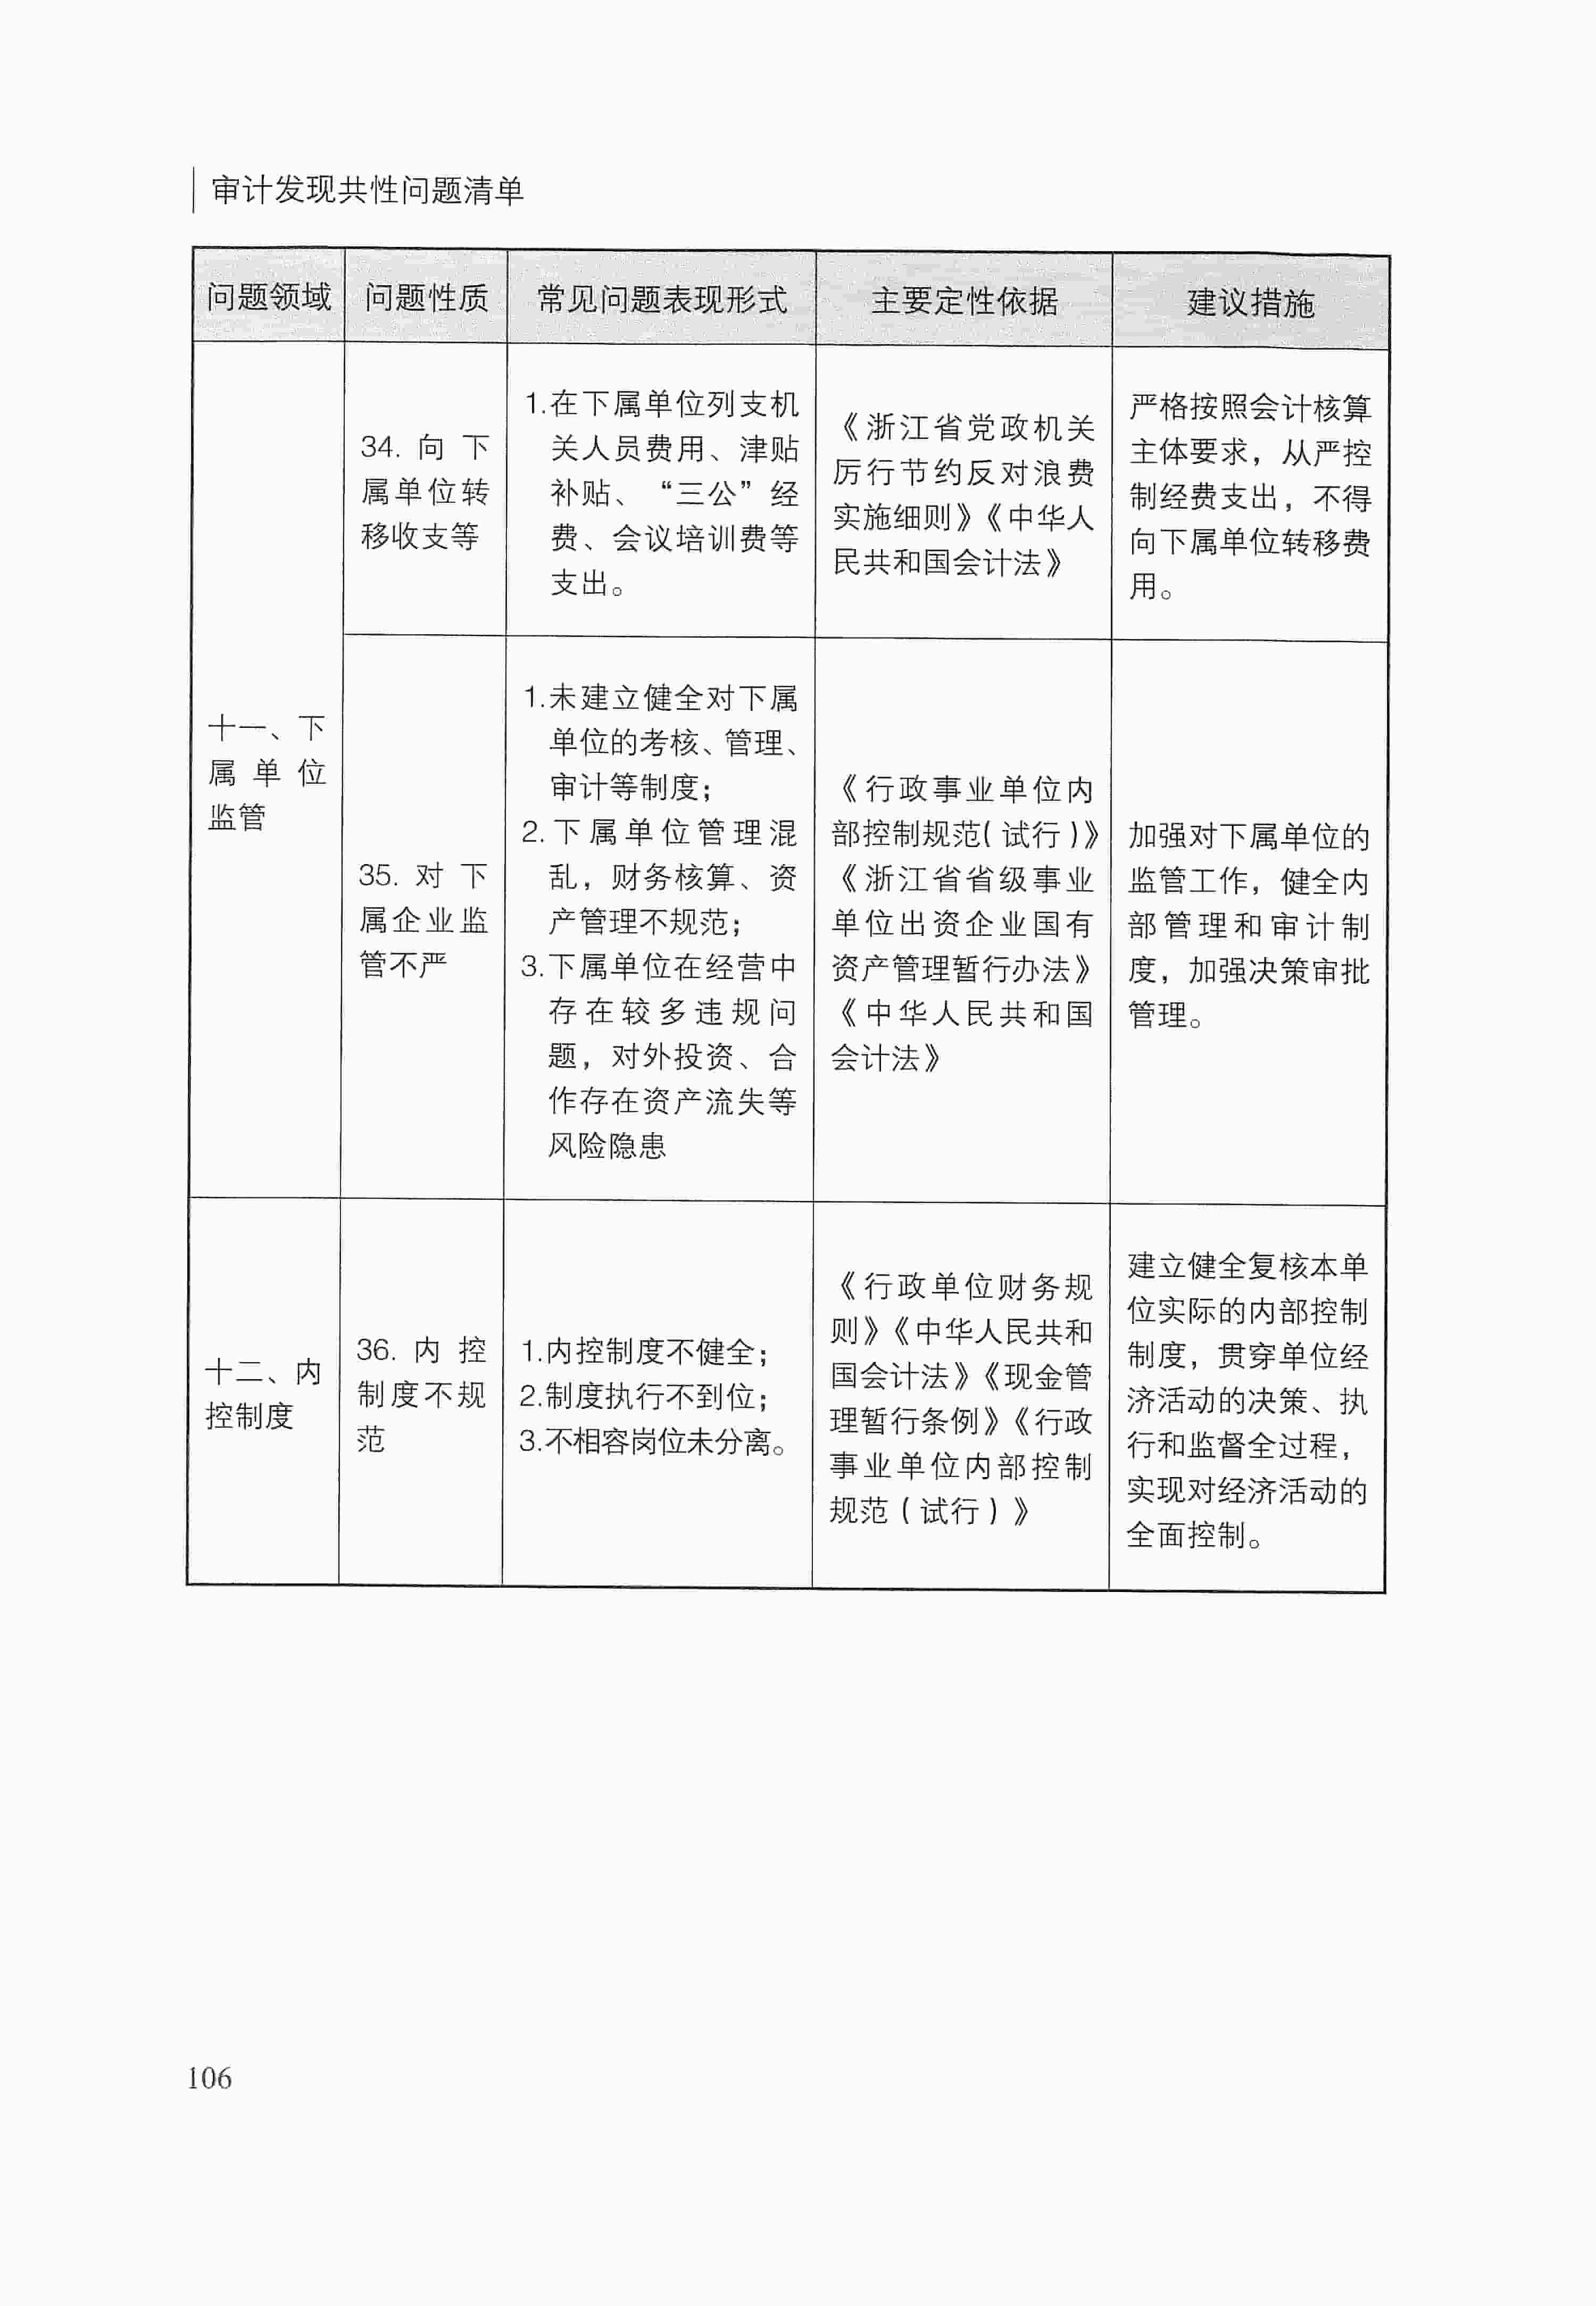 审计发现共性问题清单
问题领域
问题性质
常见问题表现形式
主要定性依据
建议措施
十一、下
属单位
监管
34. 向下
属单位转
移收支等
1.在下属单位列支机
关人员费用、津贴
补贴、“三公”经
费、会议培训费等
支出。
《浙江省党政机关
厉行节约反对浪费
实施细则》《中华人
民共和国会计法》
严格按照会计核算
主体要求，从严控
制经费支出，不得
向下属单位转移费
用。
35. 对下
属企业监
管不严
1.未建立健全对下属
单位的考核、管理、
审计等制度；
2.下属单位管理混
乱，财务核算、资
产管理不规范；
3.下属单位在经营中
存在较多违规问
题，对外投资、合
作存在资产流失等
风险隐患
《行政事业单位内
部控制规范(试行)》
《浙江省省级事业
单位出资企业国有
资产管理暂行办法》
《中华人民共和国
会计法》
加强对下属单位的
监管工作，健全内
部管理和审计制
度，加强决策审批
管理。
十二、内
控制度
36. 内控
制度不规
范
1.内控制度不健全；
2.制度执行不到位；
3.不相容岗位未分离。
《行政单位财务规
则》《中华人民共和
国会计法》《现金管
理暂行条例》《行政
事业单位内部控制
规范（试行）》
建立健全复核本单
位实际的内部控制
制度，贯穿单位经
济活动的决策、执
行和监督全过程，
实现对经济活动的
全面控制。
106